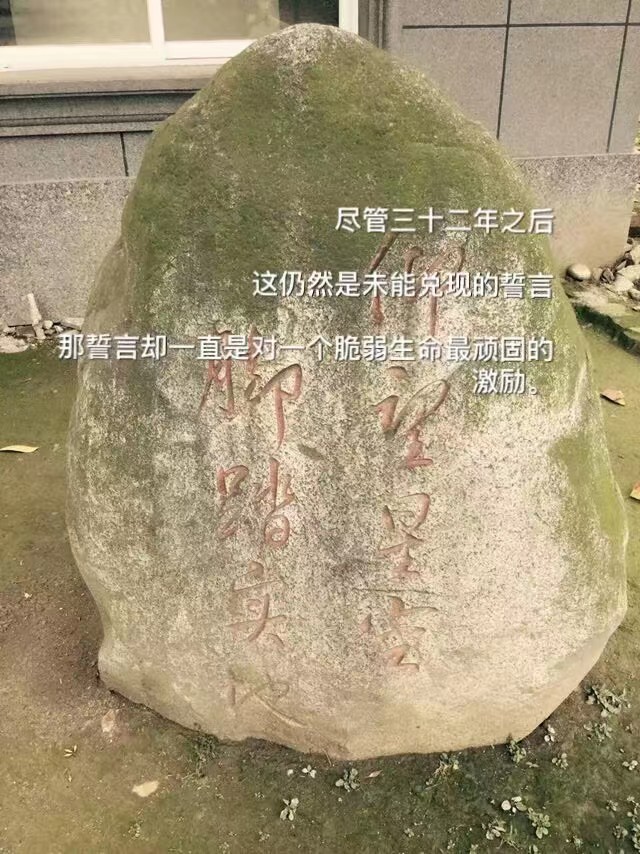 尽管三十二年之后
这仍然是未能兑现的誓言
那誓言却一直是对一个脆弱生命最顽固的
激励。
仰望星空
脚踏实地